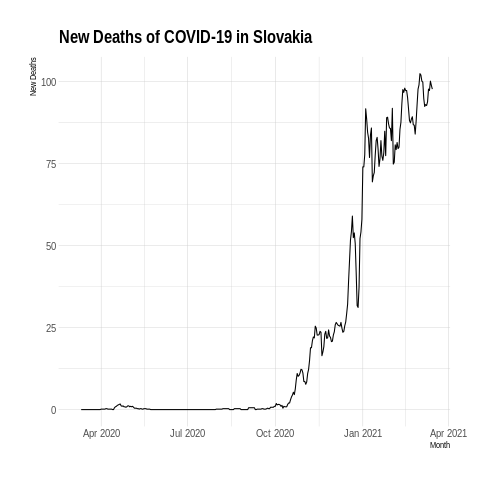 New Deaths of COVID-19 in Slovakia
New Deaths
100
75
50
25
0
Apr 2020 Jul 2020 Oct 2020 Jan 2021 Apr 2021
Month